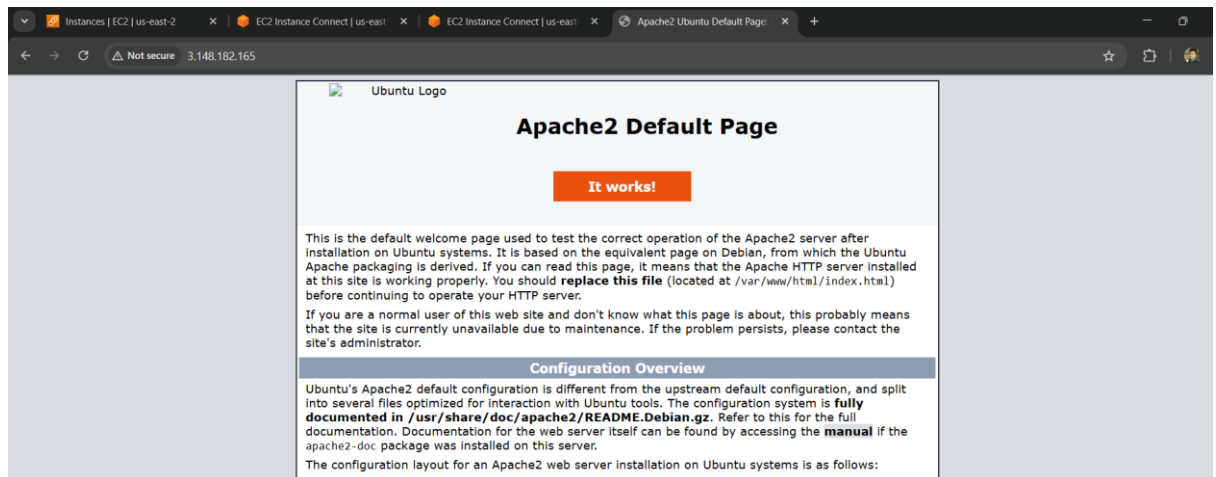 Instances | EC2 | us-east-2
EC2 Instance Connect | us-east-
EC2 Instance Connect | us-east-
Apache2 Ubuntu Default Page:
Not secure
3.148.182.165
Ubuntu Logo
Apache2 Default Page
It works!
This is the default welcome page used to test the correct operation of the Apache2 server after
installation on Ubuntu systems. It is based on the equivalent page on Debian, from which the Ubuntu
Apache packaging is derived. If you can read this page, it means that the Apache HTTP server installed
at this site is working properly. You should replace this file (located at /var/www/html/index.html)
before continuing to operate your HTTP server.
If you are a normal user of this web site and don't know what this page is about, this probably means
that the site is currently unavailable due to maintenance. If the problem persists, please contact the
site's administrator.
Configuration Overview
Ubuntu's Apache2 default configuration is different from the upstream default configuration, and split
into several files optimized for interaction with Ubuntu tools. The configuration system is fully
documented in /usr/share/doc/apache2/README.Debian.gz. Refer to this for the full
documentation. Documentation for the web server itself can be found by accessing the manual if the
apache2-doc package was installed on this server.
The configuration layout for an Apache2 web server installation on Ubuntu systems is as follows: